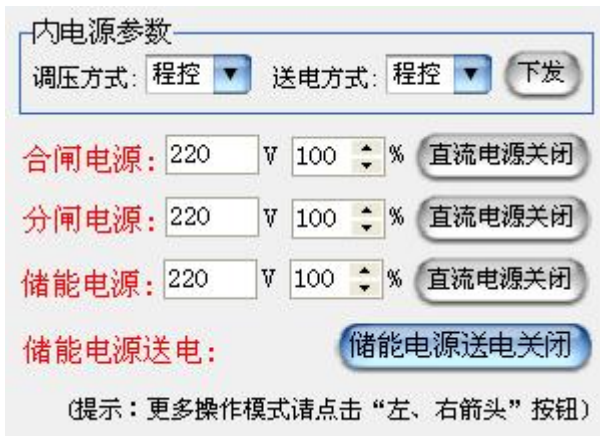 内电源参数
调压方式: 程控 送电方式: 程控 下发
合闸电源: 220 V 100 % 直流电源关闭
分闸电源: 220 V 100 % 直流电源关闭
储能电源: 220 V 100 % 直流电源关闭
储能电源送电: 储能电源送电关闭
(提示：更多操作模式请点击“左、右箭头”按钮)